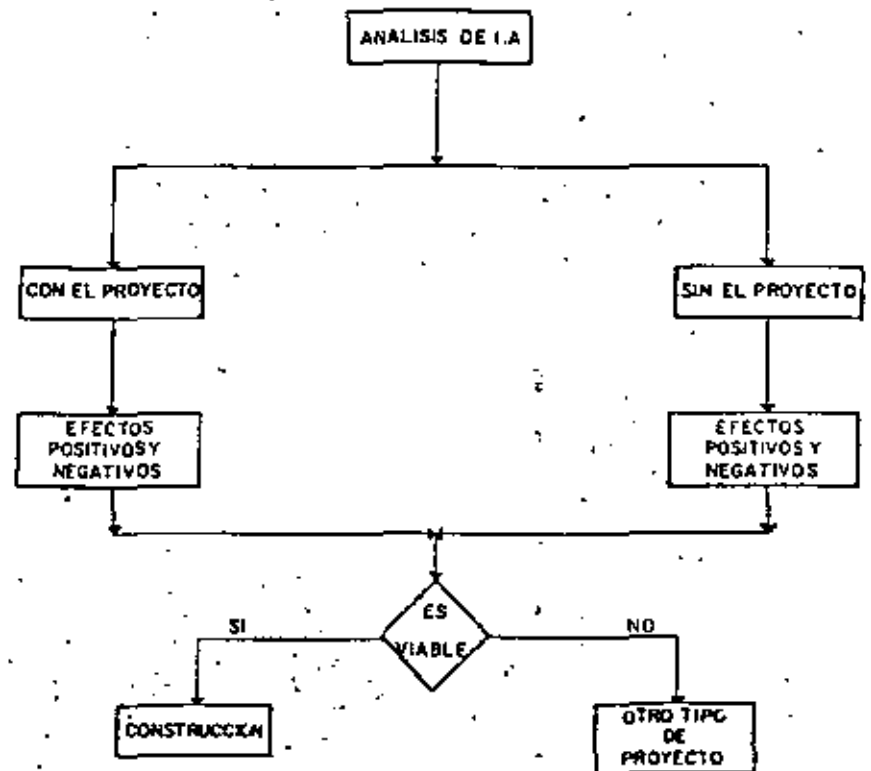 ANALISIS DE I.A
CON EL PROYECTO
SIN EL PROYECTO
EFECTOS
POSITIVOS Y
NEGATIVOS
EFECTOS
POSITIVOS Y
NEGATIVOS
ES
VIABLE
SI
NO
CONSTRUCCION
OTRO TIPO
DE
PROYECTO